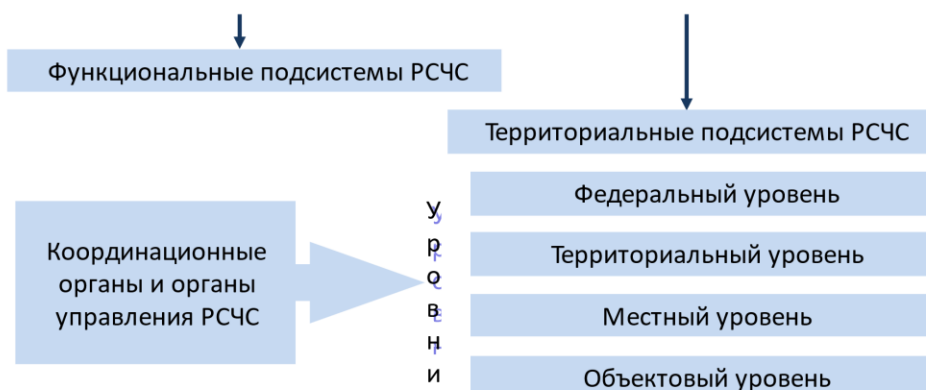 Функциональные подсистемы РСЧС
Территориальные подсистемы РСЧС
Координационные
органы и органы
управления РСЧС
Уровни
Федеральный уровень
Территориальный уровень
Местный уровень
Объектовый уровень